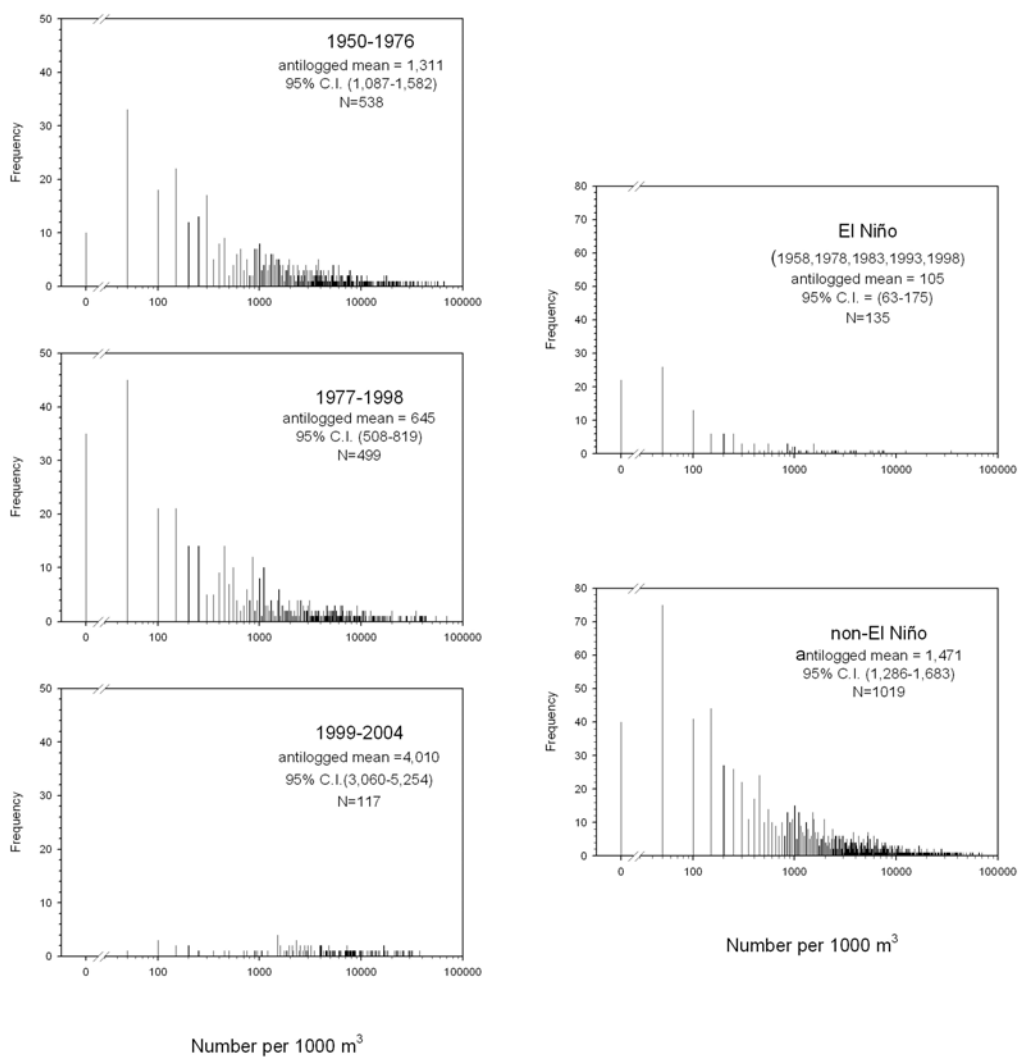 50
40
30
20
10
0
Frequency
1950-1976
antilogged mean = 1,311
95% C.I. (1,087-1,582)
N=538
0 100 1000 10000 100000
50
40
30
20
10
0
Frequency
1977-1998
antilogged mean = 645
95% C.I. (508-819)
N=499
0 100 1000 10000 100000
50
40
30
20
10
0
Frequency
1999-2004
antilogged mean =4,010
95% C.I.(3,060-5,254)
N=117
0 100 1000 10000 100000
Number per 1000 m³
80
70
60
50
40
30
20
10
0
Frequency
El Niño
(1958,1978,1983,1993,1998)
antilogged mean = 105
95% C.I. = (63-175)
N=135
0 100 1000 10000 100000
80
70
60
50
40
30
20
10
0
Frequency
non-El Niño
antilogged mean = 1,471
95% C.I. (1,286-1,683)
N=1019
0 100 1000 10000 100000
Number per 1000 m³